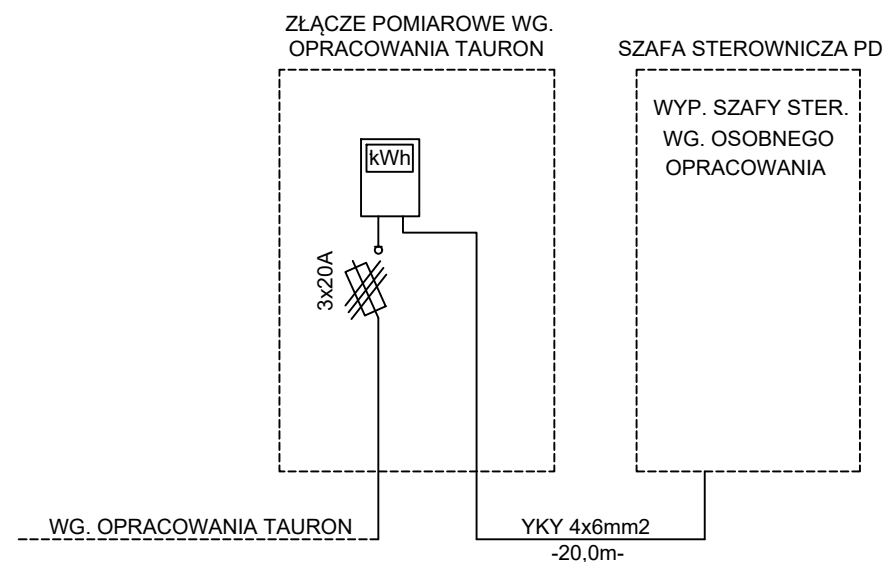 ZŁĄCZE POMIAROWE WG.
OPRACOWANIA TAURON
SZAFA STEROWNICZA PD
WYP. SZAFY STER.
WG. OSOBNEGO
OPRACOWANIA
kWh
3x20A
WG. OPRACOWANIA TAURON
YKY 4x6mm2
-20,0m-